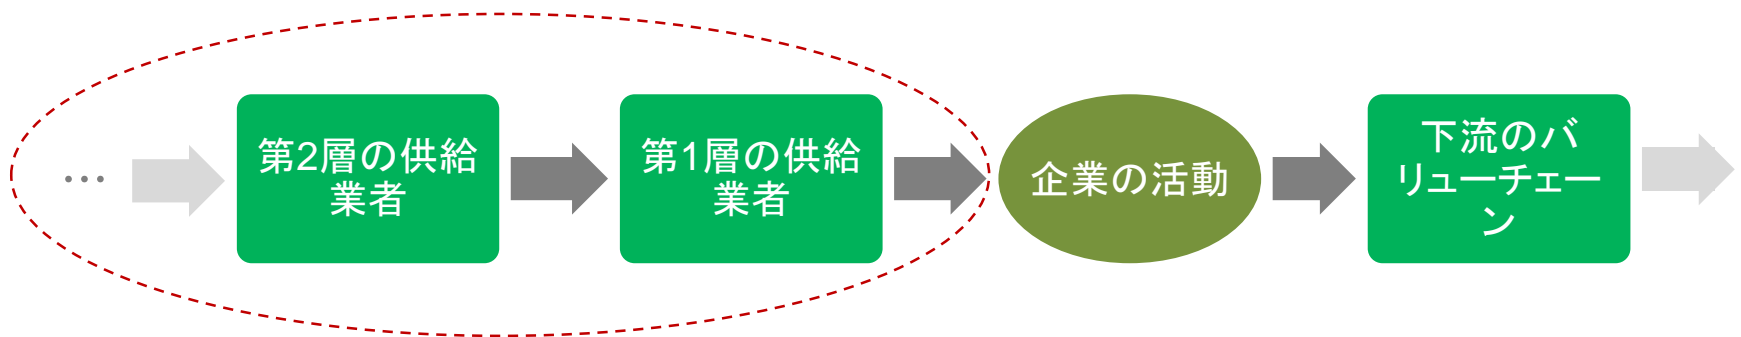 …
第2層の供給
業者
第1層の供給
業者
企業の活動
下流のバ
リューチェー
ン